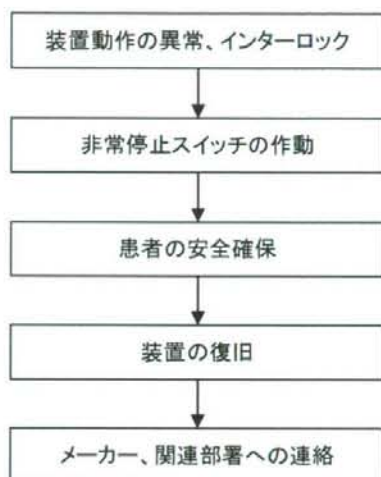 装置動作の異常、インターロック
非常停止スイッチの作動
患者の安全確保
装置の復旧
メーカー、関連部署への連絡